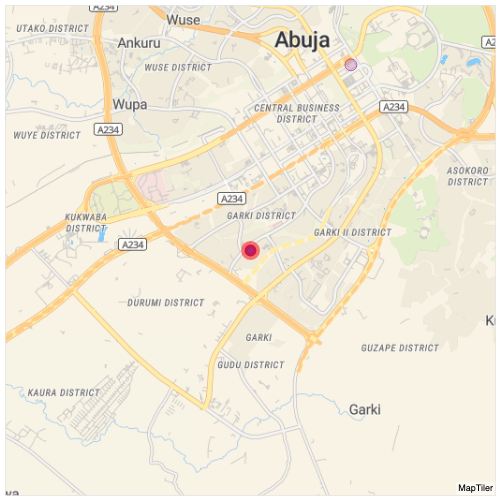 Wuse
UTAKO DISTRICT
Abuja
Ankuru
WUSE DISTRICT
A234
Wupa
CENTRAL BUSINESS
DISTRICT
A234
A234
WUYE DISTRICT
ASOKORO
DISTRICT
A234
KUKWABA
DISTRICT
GARKI DISTRICT
GARKI II DISTRICT
A234
DURUMI DISTRICT
GARKI
GUZAPE DISTRICT
GUDU DISTRICT
KAURA DISTRICT
Garki
MapTiler